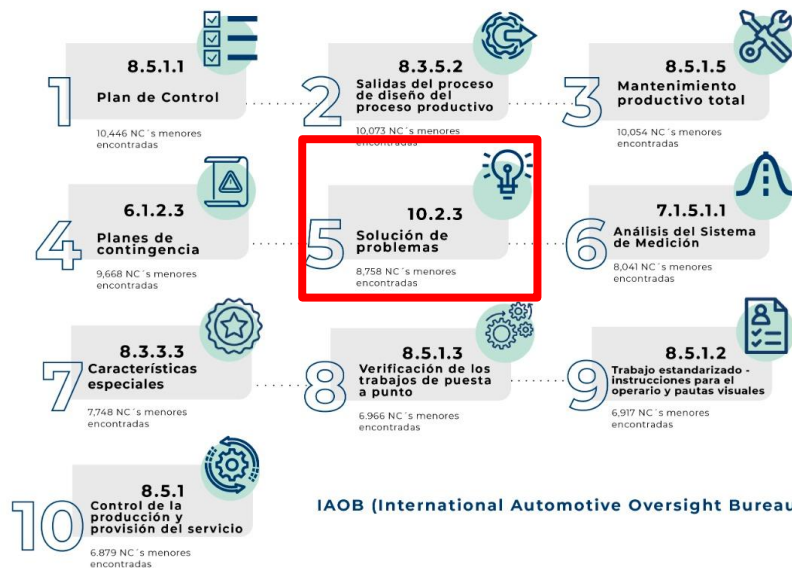 1
8.5.1.1
Plan de Control
10,446 NC´s menores
encontradas
2
8.3.5.2
Salidas del proceso
de diseño del
proceso productivo
10,073 NC´s menores
encontradas
3
8.5.1.5
Mantenimiento
productivo total
10,054 NC´s menores
encontradas
4
6.1.2.3
Planes de
contingencia
9,668 NC´s menores
encontradas
5
10.2.3
Solución de
problemas
8,758 NC´s menores
encontradas
6
7.1.5.1.1
Análisis del Sistema
de Medición
8,041 NC´s menores
encontradas
7
8.3.3.3
Características
especiales
7,748 NC´s menores
encontradas
8
8.5.1.3
Verificación de los
trabajos de puesta
a punto
6.966 NC´s menores
encontradas
9
8.5.1.2
Trabajo estandarizado -
instrucciones para el
operario y pautas visuales
6,917 NC´s menores
encontradas
10
8.5.1
Control de la
producción y
provisión del servicio
6.879 NC´s menores
encontradas
IAOB (International Automotive Oversight Bureau